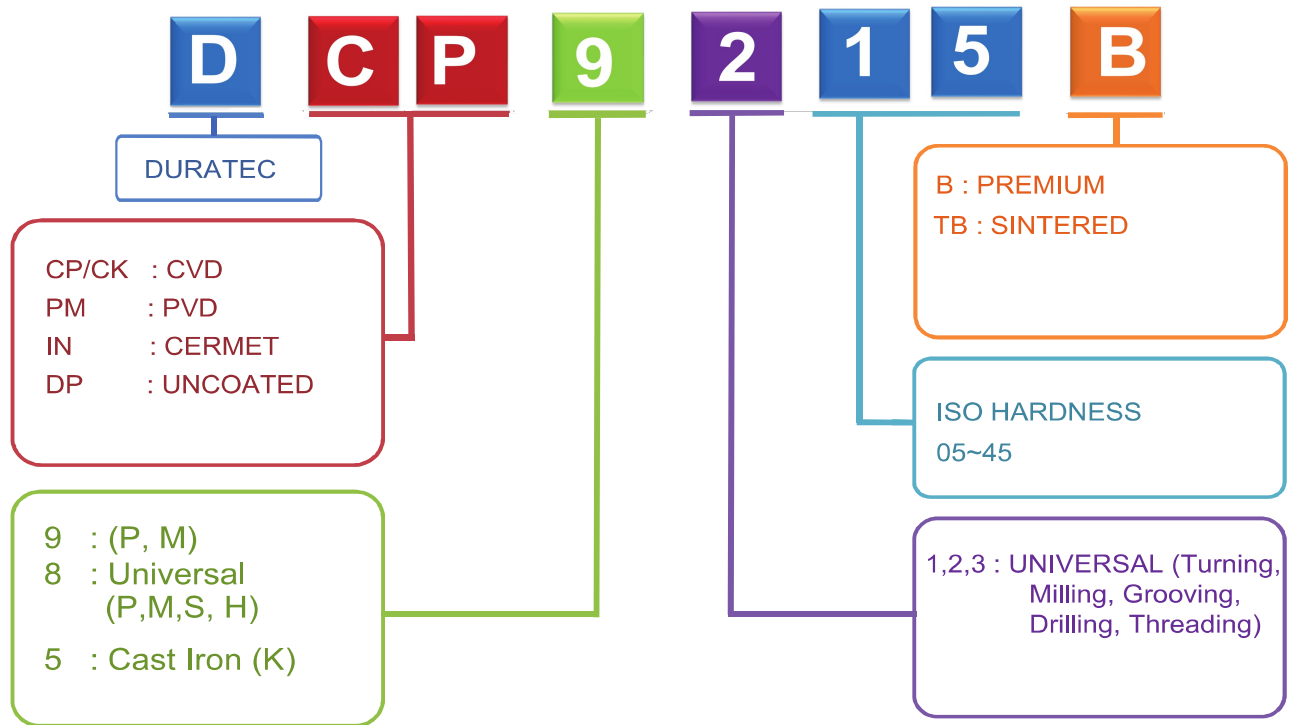 D C P 9 2 1 5 B
DURATEC
CP/CK : CVD
PM : PVD
IN : CERMET
DP : UNCOATED
9 : (P, M)
8 : Universal
(P,M,S, H)
5 : Cast Iron (K)
B : PREMIUM
TB : SINTERED
ISO HARDNESS
05~45
1,2,3 : UNIVERSAL (Turning,
Milling, Grooving,
Drilling, Threading)